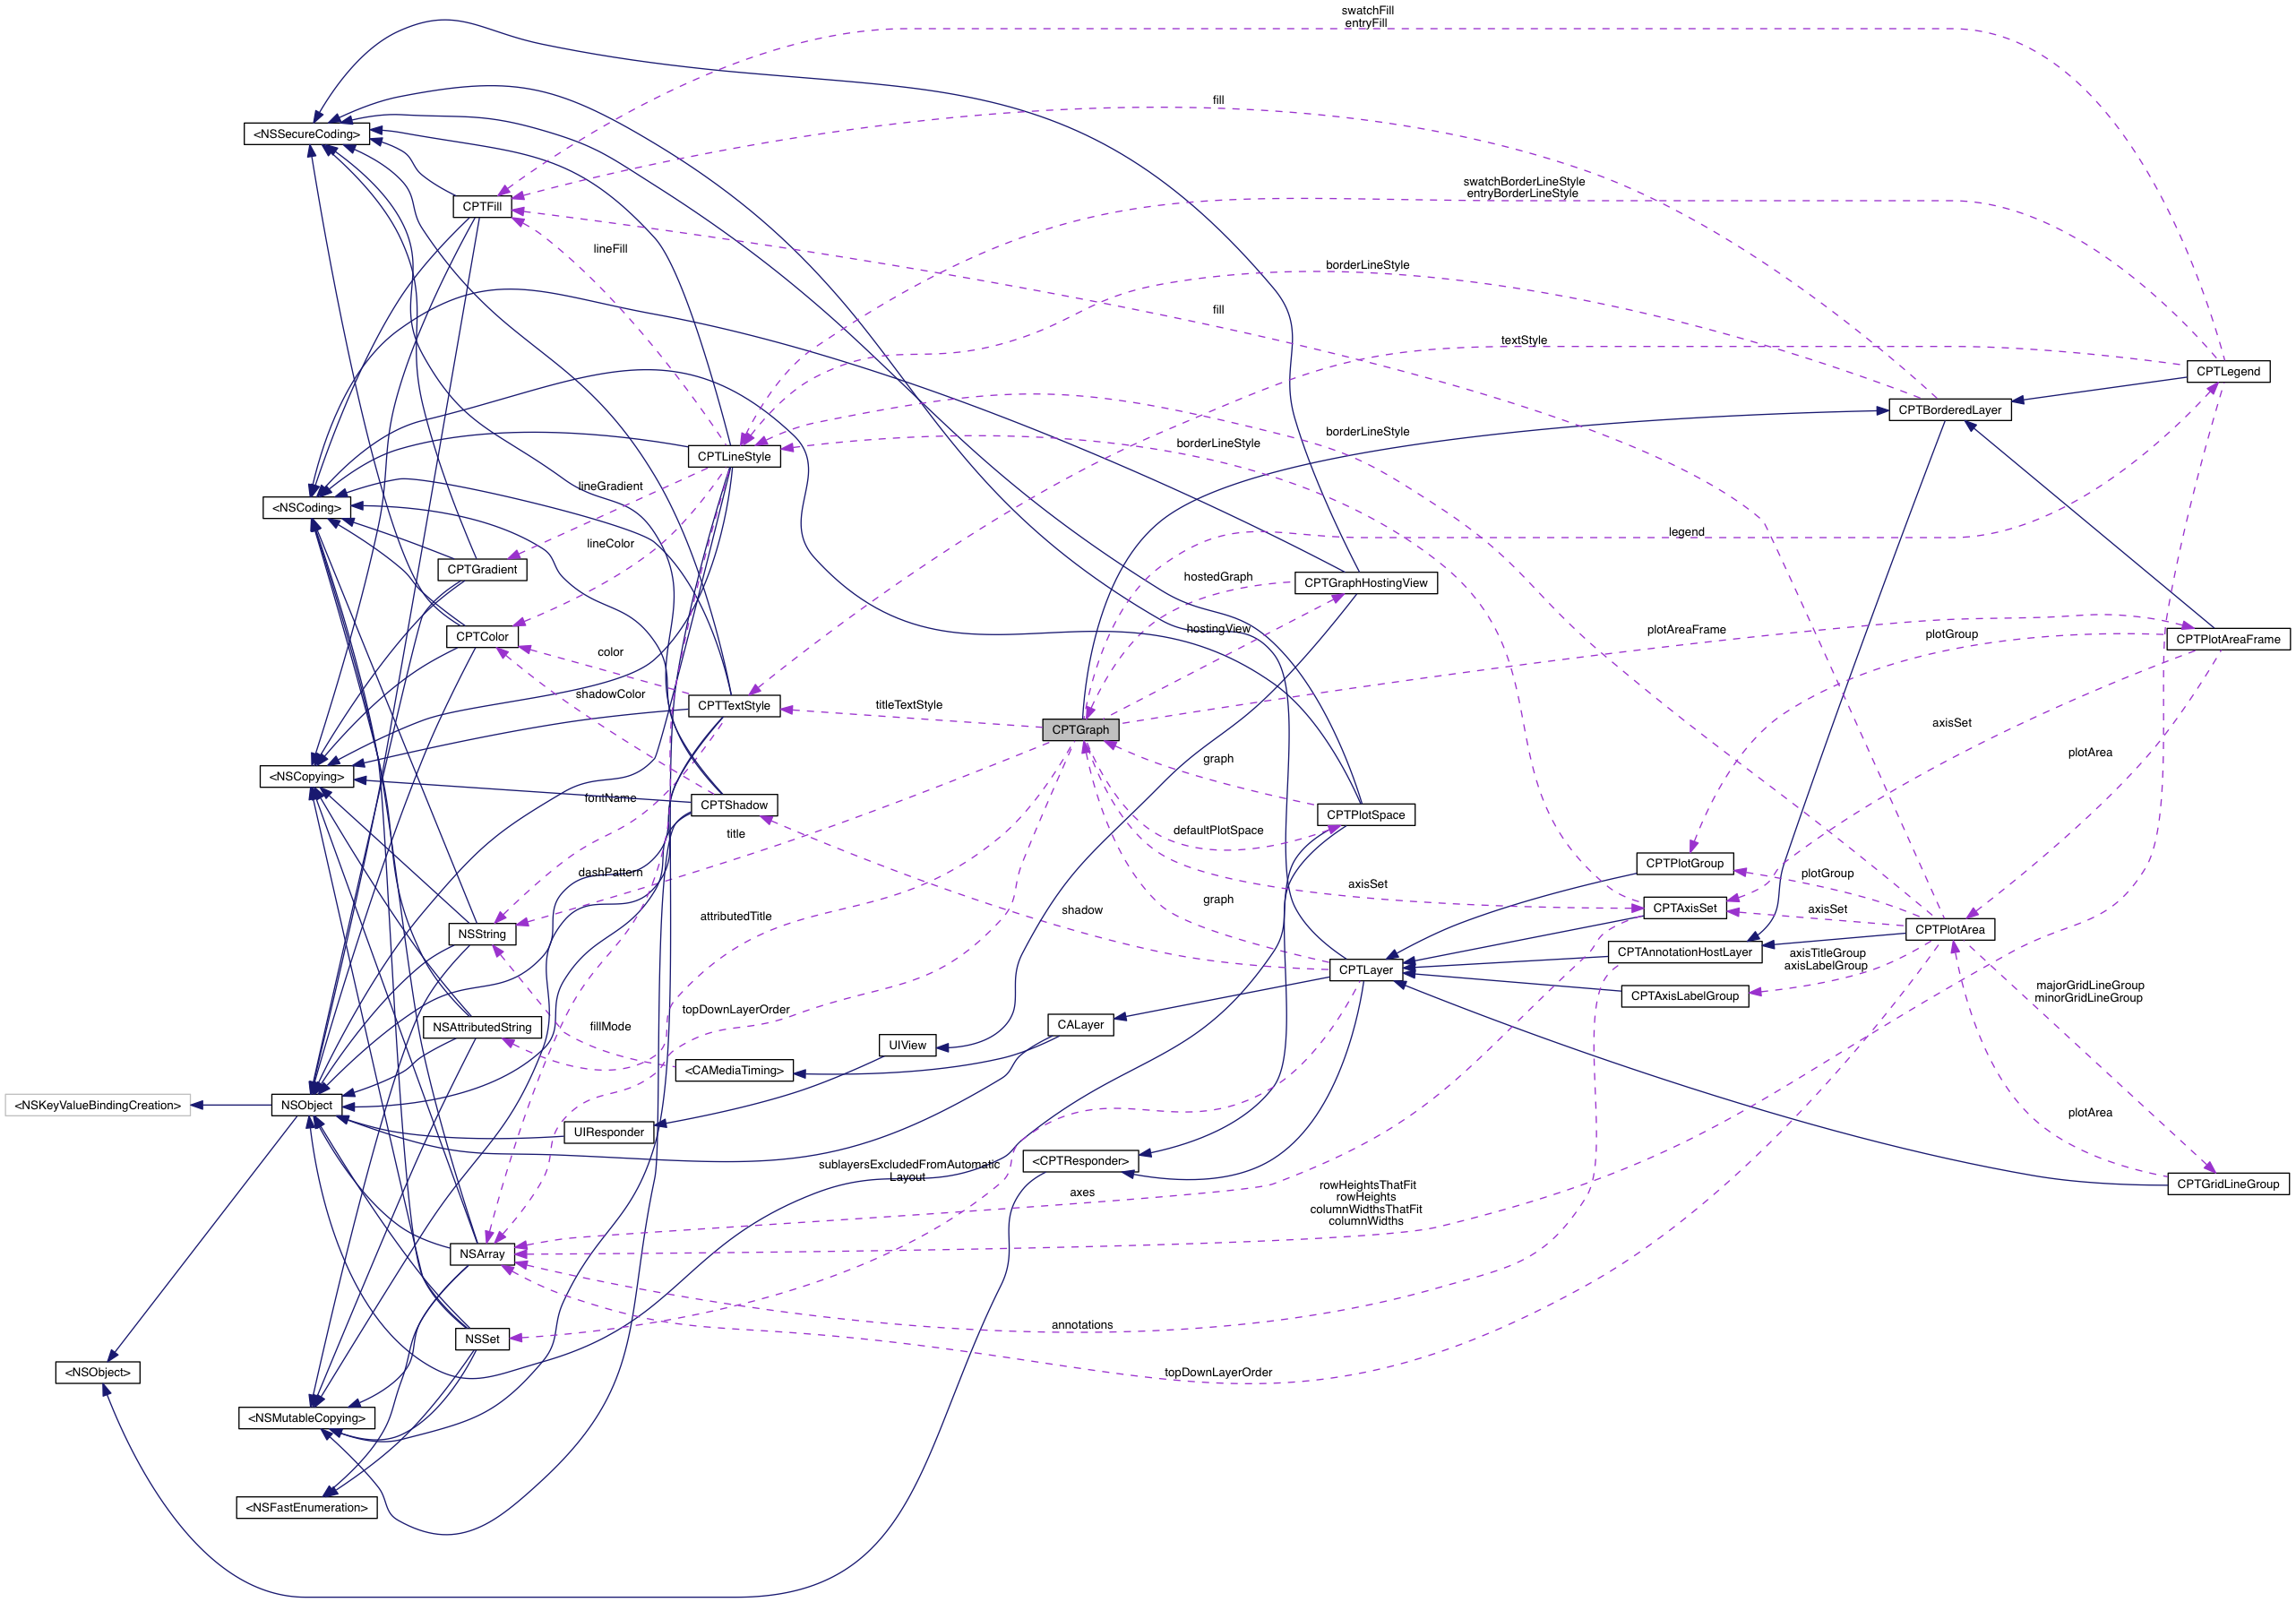 swatchFill
entryFill
fill
<NSSecureCoding>
swatchBorderLineStyle
entryBorderLineStyle
CPTFill
lineFill
borderLineStyle
fill
textStyle
CPTLegend
CPTBorderedLayer
borderLineStyle
borderLineStyle
CPTLineStyle
lineGradient
<NSCoding>
legend
lineColor
CPTGradient
hostedGraph
CPTGraphHostingView
hostingView
plotAreaFrame
plotGroup
CPTPlotAreaFrame
CPTColor
color
shadowColor
CPTTextStyle
titleTextStyle
CPTGraph
axisSet
plotArea
graph
<NSCopying>
fontName
CPTShadow
title
defaultPlotSpace
CPTPlotSpace
dashPattern
axisSet
CPTPlotGroup
plotGroup
attributedTitle
graph
shadow
CPTAxisSet
axisSet
CPTPlotArea
NSString
CPTAnnotationHostLayer
axisTitleGroup
axisLabelGroup
CPTLayer
CPTAxisLabelGroup
majorGridLineGroup
minorGridLineGroup
topDownLayerOrder
NSAttributedString
fillMode
CALayer
UIView
<CAMediaTiming>
<NSKeyValueBindingCreation>
NSObject
plotArea
UIResponder
sublayersExcludedFromAutomatic
Layout
<CPTResponder>
axes
rowHeightsThatFit
rowHeights
columnWidthsThatFit
columnWidths
CPTGridLineGroup
NSArray
annotations
NSSet
<NSObject>
topDownLayerOrder
<NSMutableCopying>
<NSFastEnumeration>